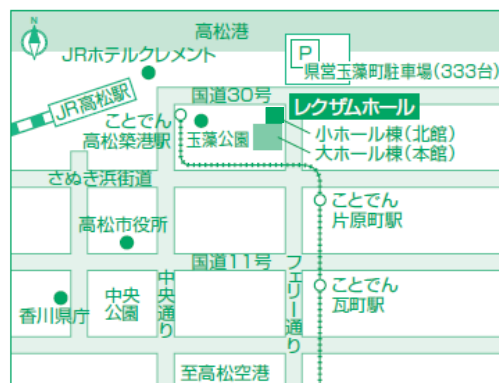 N
高松港
JRホテルクレメント
P
県営玉藻町駐車場(333台)
JR高松駅
国道30号
レクザムホール
ことでん
高松築港駅
玉藻公園
小ホール棟(北館)
大ホール棟(本館)
さぬき浜街道
ことでん
片原町駅
高松市役所
国道11号
中央通り
フェリー通り
ことでん
瓦町駅
香川県庁
中央
公園
至高松空港